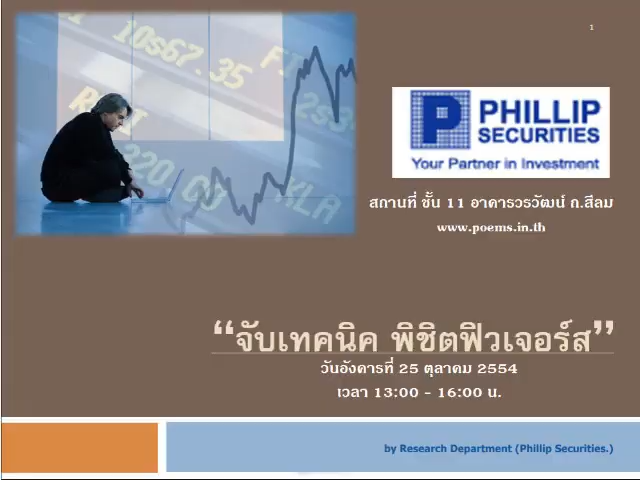 1
10s67.35
KLA
PHILLIP
SECURITIES
Your Partner in Investment
สถานที่ ชั้น 11 อาคารวรวัฒน์ ถ.สีลม
www.poems.in.th
“จับเทคนิค พิชิตฟิวเจอร์ส”
วันอังคารที่ 25 ตุลาคม 2554
เวลา 13:00 - 16:00 น.
by Research Department (Phillip Securities.)